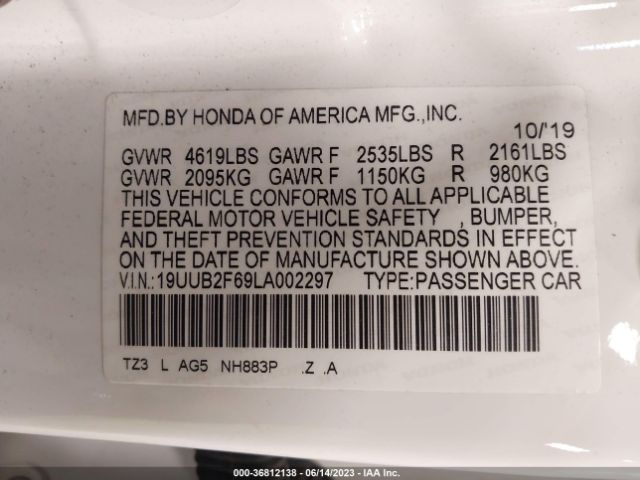 MFD.BY HONDA OF AMERICA MFG.,INC.
10/'19
GVWR 4619LBS GAWR F 2535LBS R 2161LBS
GVWR 2095KG GAWR F 1150KG R 980KG
THIS VEHICLE CONFORMS TO ALL APPLICABLE
FEDERAL MOTOR VEHICLE SAFETY , BUMPER,
AND THEFT PREVENTION STANDARDS IN EFFECT
ON THE DATE OF MANUFACTURE SHOWN ABOVE.
V.I.N.:19UUB2F69LA002297 TYPE:PASSENGER CAR
TZ3 L AG5 NH883P .Z .A
000-36812138 - 06/14/2023 - IAAI.COM